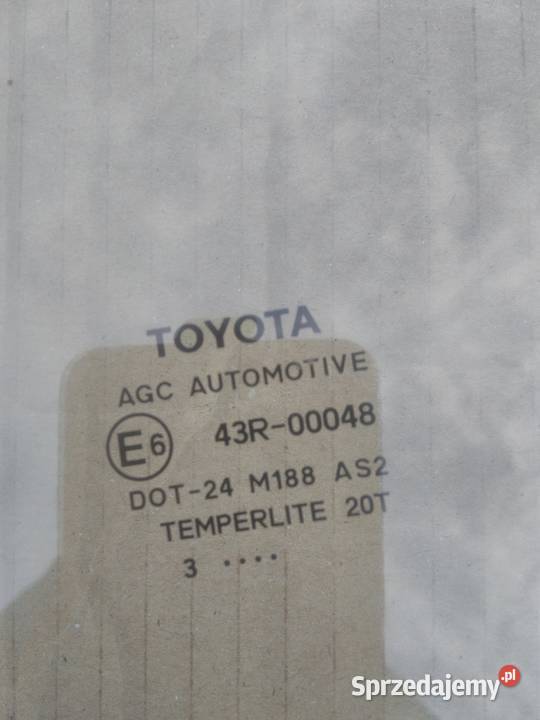 TOYOTA
AGC AUTOMOTIVE
E6 43R-00048
DOT-24 M188 AS2
TEMPERLITE 20T
3 ····
Sprzedajemy.pl